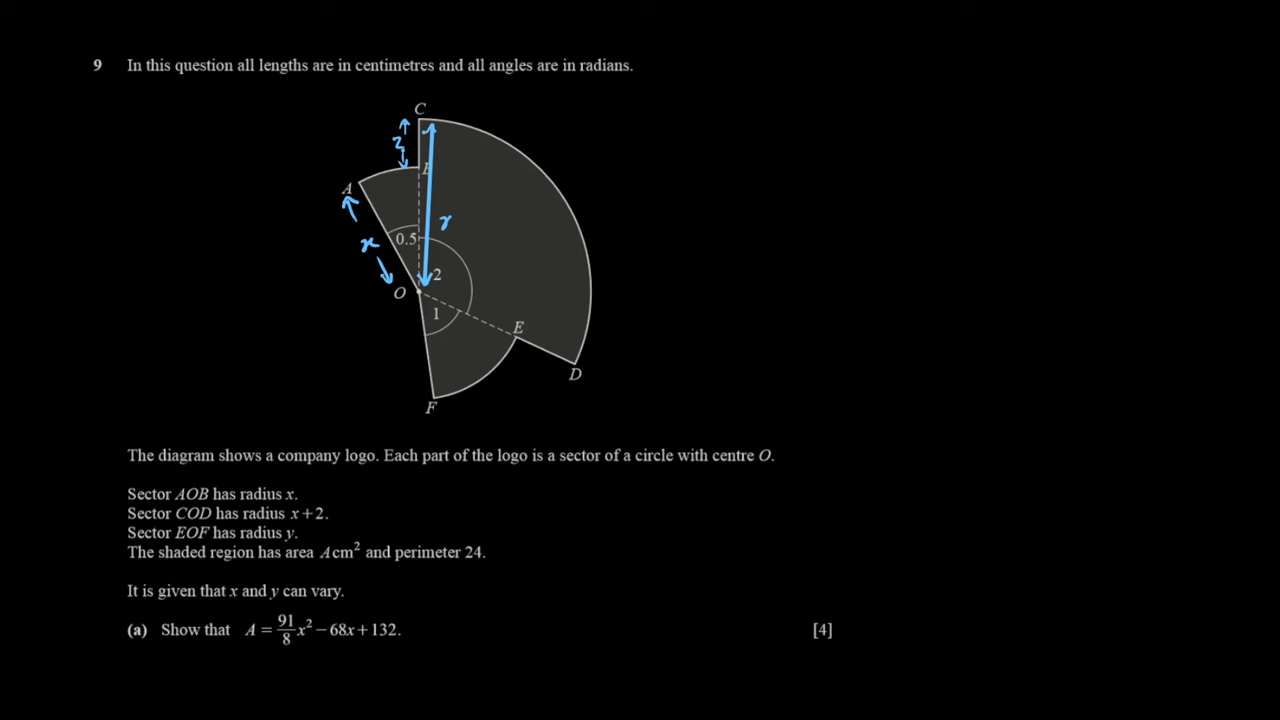 9 In this question all lengths are in centimetres and all angles are in radians.
C
2
B
A
r
x
0.5
2
O
1
E
D
F
The diagram shows a company logo. Each part of the logo is a sector of a circle with centre O.
Sector AOB has radius x.
Sector COD has radius x+2.
Sector EOF has radius y.
The shaded region has area A cm² and perimeter 24.
It is given that x and y can vary.
(a) Show that A = 91/8 x² − 68x + 132. [4]